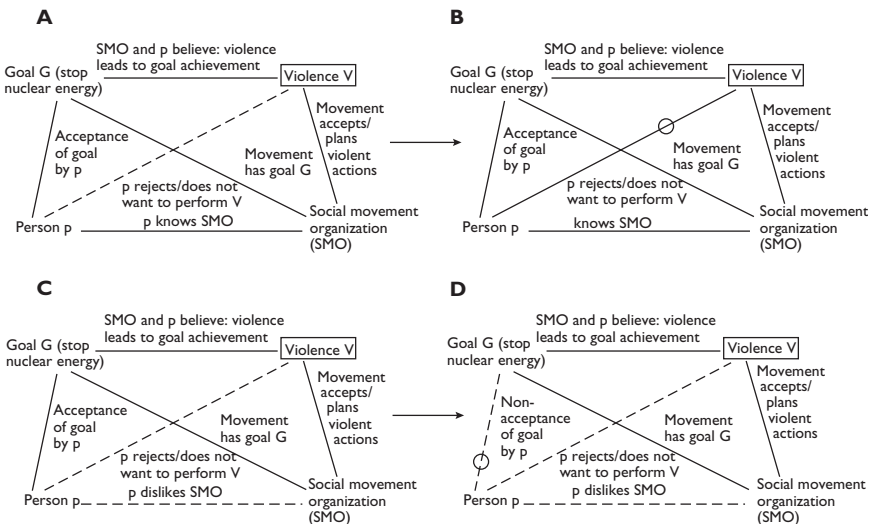 A
SMO and p believe: violence
leads to goal achievement
Goal G (stop
nuclear energy)
Violence V
Acceptance
of goal
by p
Movement
has goal G
Movement
accepts/
plans
violent
actions
p rejects/does not
want to perform V
p knows SMO
Person p
Social movement
organization
(SMO)
B
SMO and p believe: violence
leads to goal achievement
Goal G (stop
nuclear energy)
Violence V
Acceptance
of goal
by p
Movement
has goal G
Movement
accepts/
plans
violent
actions
p rejects/does not
want to perform V
knows SMO
Person p
Social movement
organization
(SMO)
C
SMO and p believe: violence
leads to goal achievement
Goal G (stop
nuclear energy)
Violence V
Acceptance
of goal
by p
Movement
has goal G
Movement
accepts/
plans
violent
actions
p rejects/does not
want to perform V
p dislikes SMO
Person p
Social movement
organization
(SMO)
D
SMO and p believe: violence
leads to goal achievement
Goal G (stop
nuclear energy)
Violence V
Non-
acceptance
of goal
by p
Movement
has goal G
Movement
accepts/
plans
violent
actions
p rejects/does not
want to perform V
p dislikes SMO
Person p
Social movement
organization
(SMO)